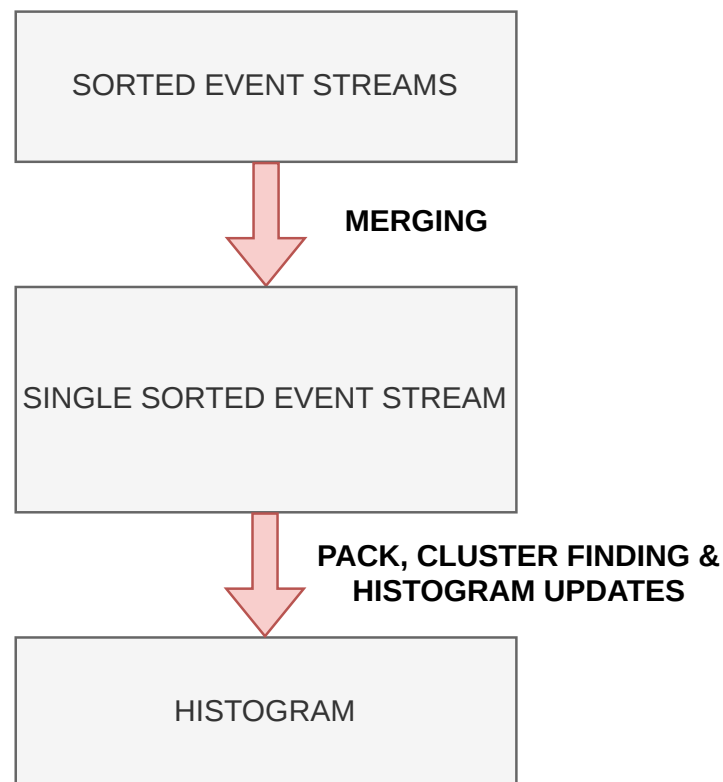 SORTED EVENT STREAMS
MERGING
SINGLE SORTED EVENT STREAM
PACK, CLUSTER FINDING &
HISTOGRAM UPDATES
HISTOGRAM